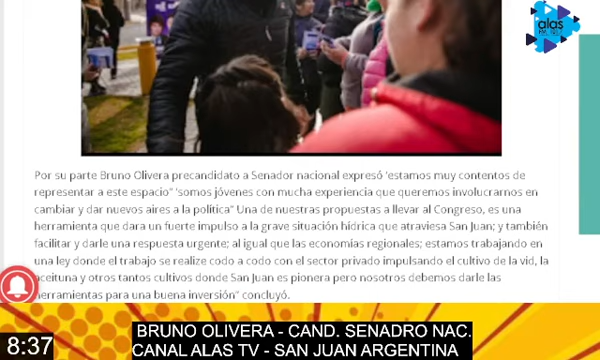 alas
Por su parte Bruno Olivera precandidato a Senador nacional expresó 'estamos muy contentos de
representar a este espacio" 'somos jóvenes con mucha experiencia que queremos involucrarnos en
cambiar y dar nuevos aires a la política" Una de nuestras propuestas a llevar al Congreso, es una
herramienta que dara un fuerte impulso a la grave situación hídrica que atraviesa San Juan; y también
facilitar y darle una respuesta urgente; al igual que las economías regionales; estamos trabajando en
una ley donde el trabajo se realize codo a codo con el sector privado impulsando el cultivo de la vid, la
aceituna y otros tantos cultivos donde San Juan es pionera pero nosotros debemos darle las
herramientas para una buena inversión" concluyó.
8:37
BRUNO OLIVERA - CAND. SENADRO NAC.
CANAL ALAS TV - SAN JUAN ARGENTINA